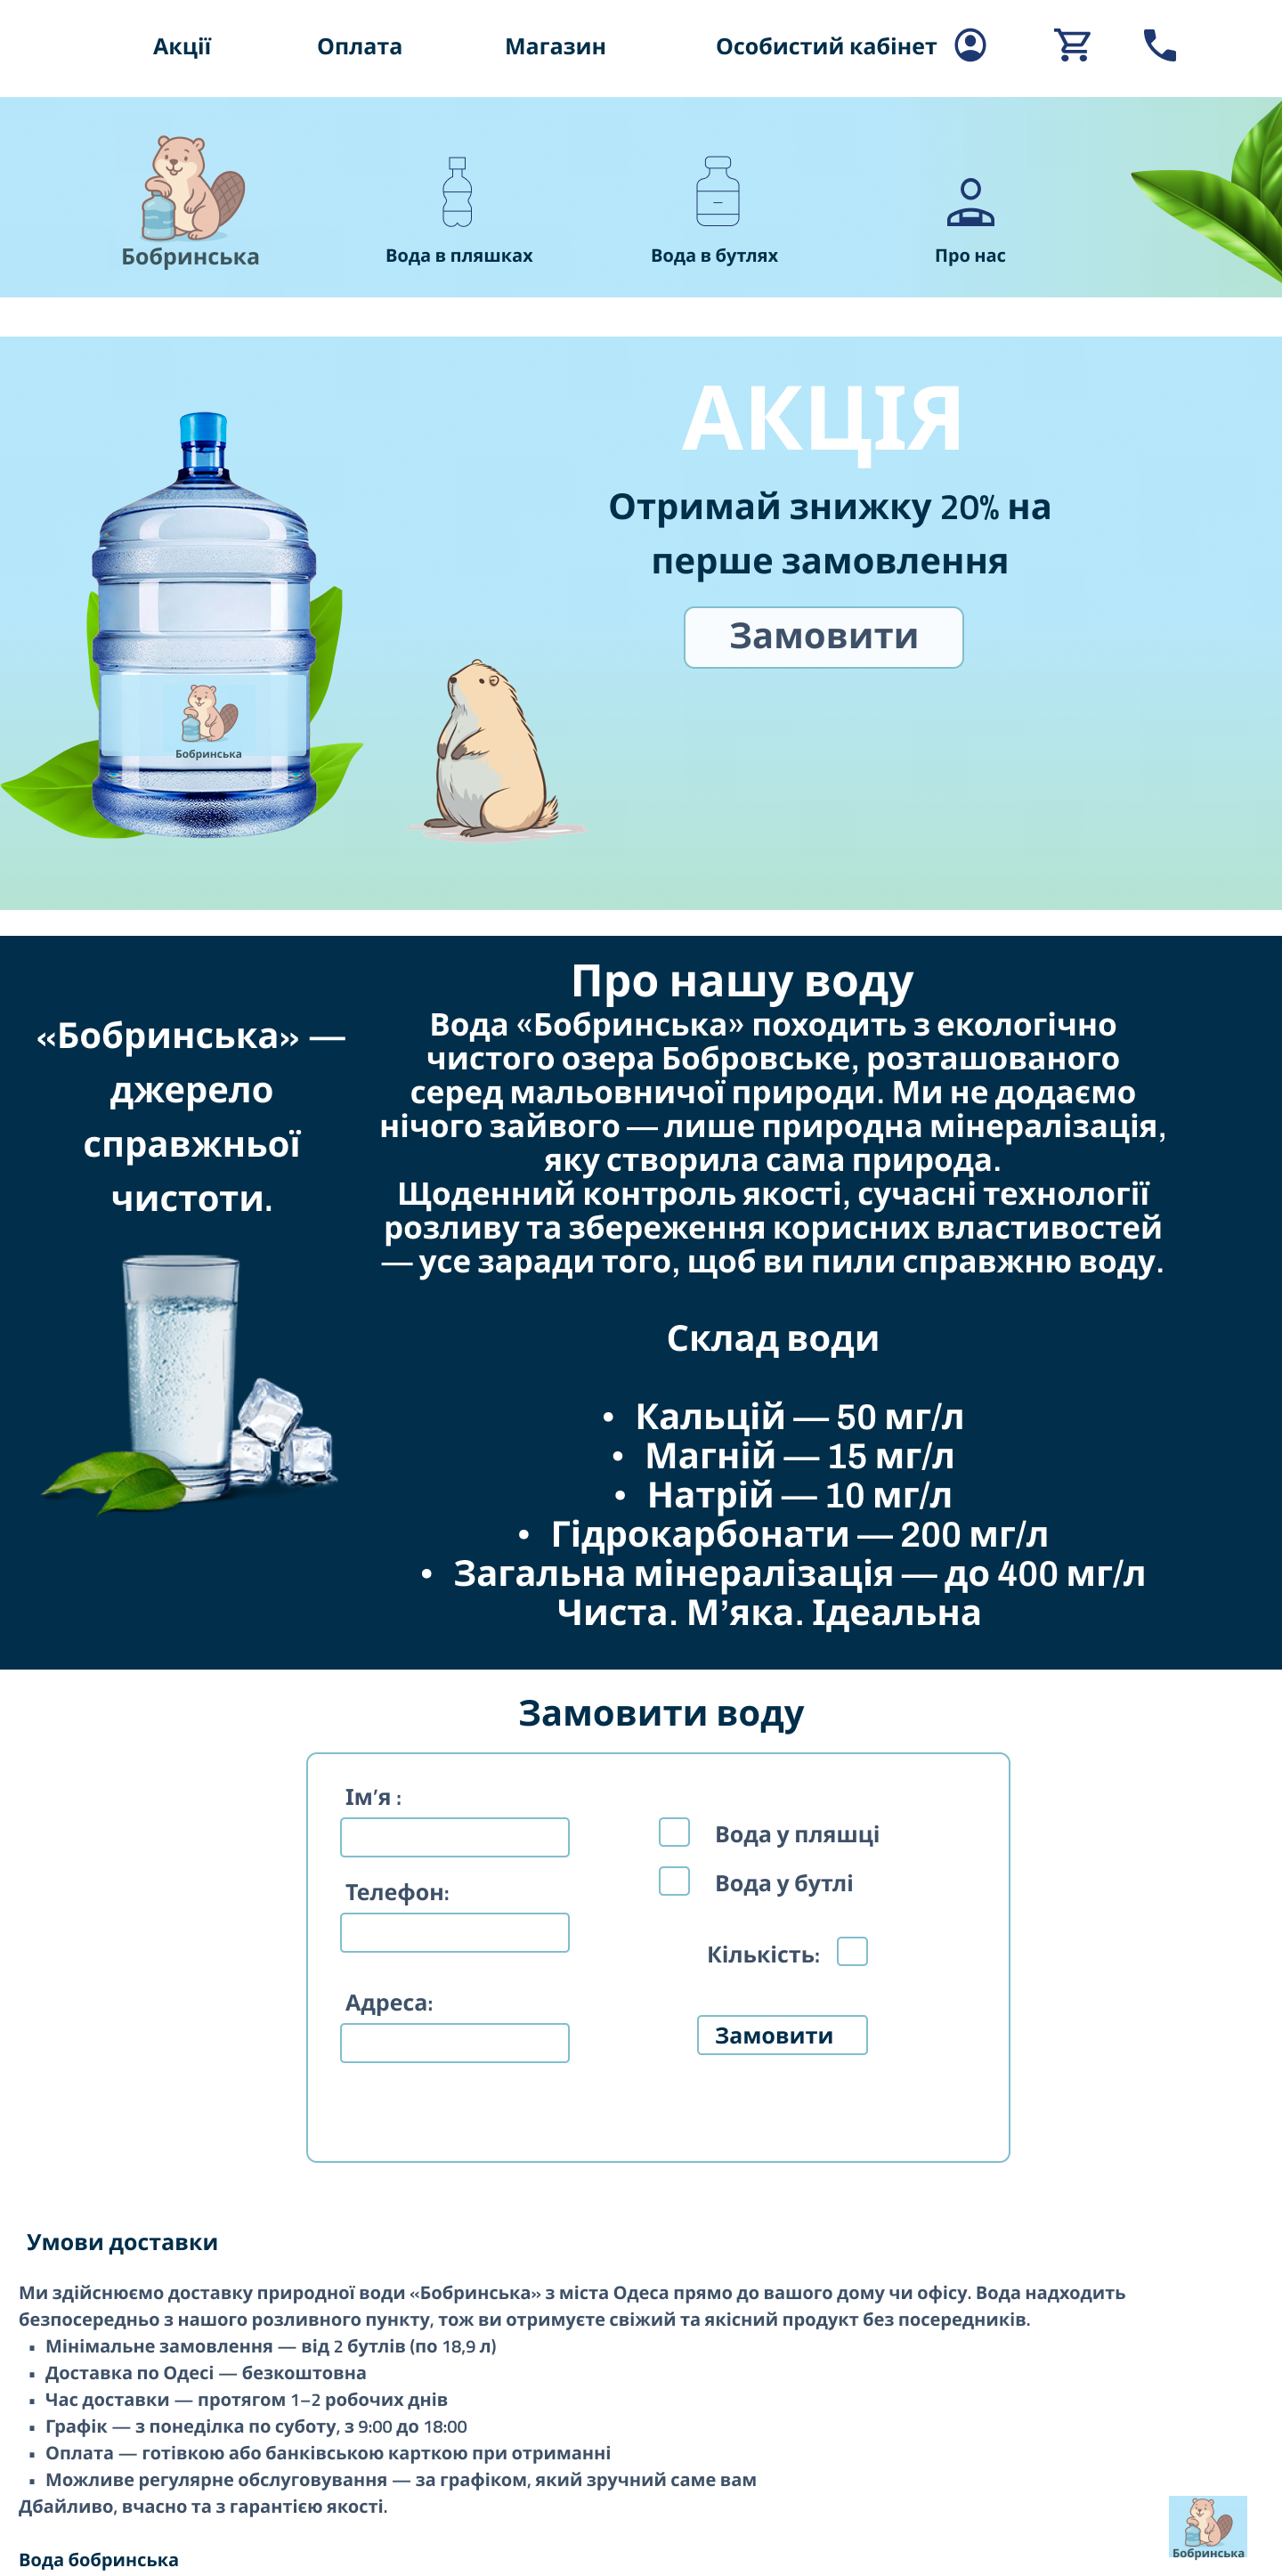 Акції Оплата Магазин Особистий кабінет
Бобринська
Вода в пляшках
Вода в бутлях
Про нас
АКЦІЯ
Отримай знижку 20% на
перше замовлення
Замовити
Бобринська
«Бобринська» —
джерело
справжньої
чистоти.
Про нашу воду
Вода «Бобринська» походить з екологічно
чистого озера Бобровське, розташованого
серед мальовничої природи. Ми не додаємо
нічого зайвого — лише природна мінералізація,
яку створила сама природа.
Щоденний контроль якості, сучасні технології
розливу та збереження корисних властивостей
— усе заради того, щоб ви пили справжню воду.
Склад води
• Кальцій — 50 мг/л
• Магній — 15 мг/л
• Натрій — 10 мг/л
• Гідрокарбонати — 200 мг/л
• Загальна мінералізація — до 400 мг/л
Чиста. М’яка. Ідеальна
Замовити воду
Ім’я :
Телефон:
Адреса:
Вода у пляшці
Вода у бутлі
Кількість:
Замовити
Умови доставки
Ми здійснюємо доставку природної води «Бобринська» з міста Одеса прямо до вашого дому чи офісу. Вода надходить
безпосередньо з нашого розливного пункту, тож ви отримуєте свіжий та якісний продукт без посередників.
▪ Мінімальне замовлення — від 2 бутлів (по 18,9 л)
▪ Доставка по Одесі — безкоштовна
▪ Час доставки — протягом 1–2 робочих днів
▪ Графік — з понеділка по суботу, з 9:00 до 18:00
▪ Оплата — готівкою або банківською карткою при отриманні
▪ Можливе регулярне обслуговування — за графіком, який зручний саме вам
Дбайливо, вчасно та з гарантією якості.
Бобринська
Вода бобринська